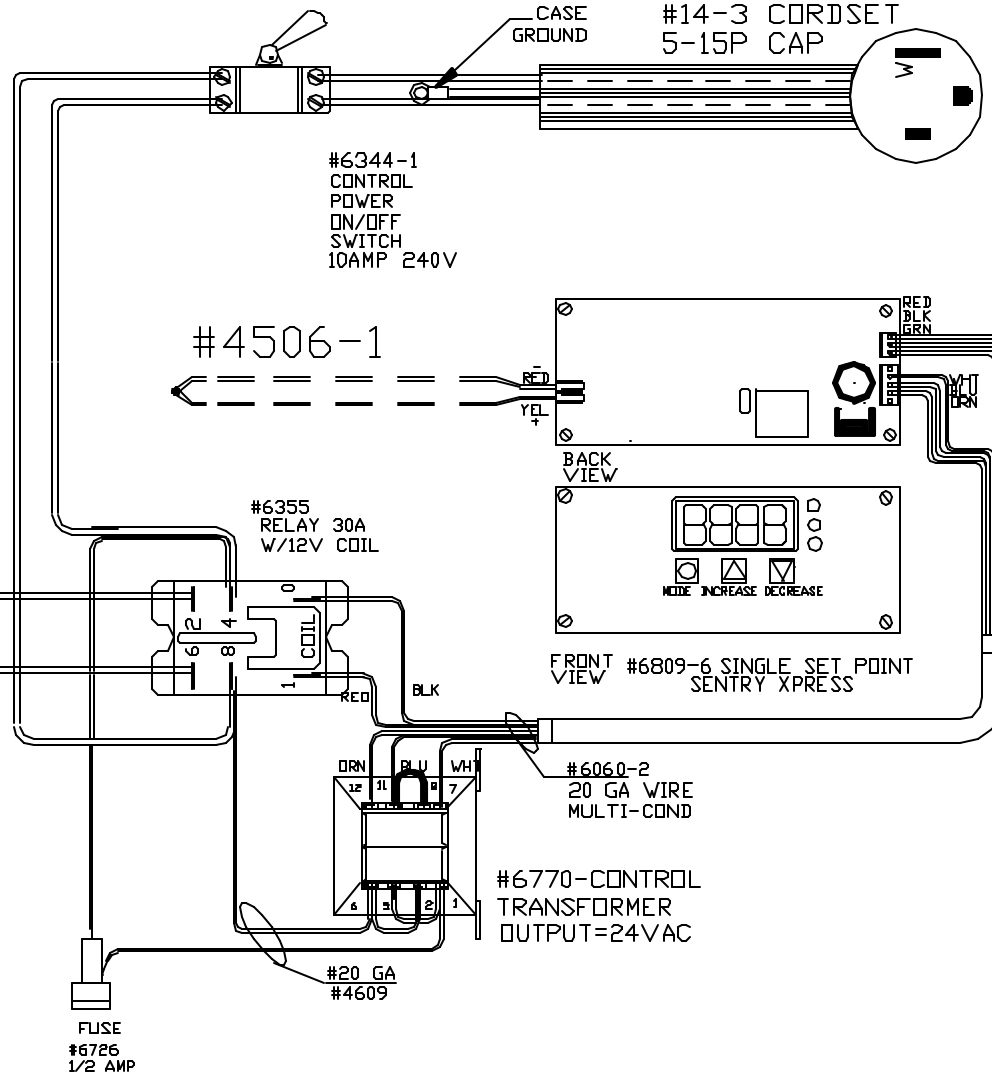 CASE
GROUND
#14-3 CORDSET
5-15P CAP
W
#6344-1
CONTROL
POWER
ON/OFF
SWITCH
10AMP 240V
#4506-1
-
RED
YEL
+
RED
BLK
GRN
WHT
ORN
BACK
VIEW
#6355
RELAY 30A
W/12V COIL
2 4 0
6 8 COIL 1
RED
BLK
8888
MODE INCREASE DECREASE
FRONT
VIEW
#6809-6 SINGLE SET POINT
SENTRY XPRESS
ORN BLU WHT
12 11 8 7
6 5 2 1
#6060-2
20 GA WIRE
MULTI-COND
#6770-CONTROL
TRANSFORMER
OUTPUT=24VAC
#20 GA
#4609
FUSE
#6726
1/2 AMP